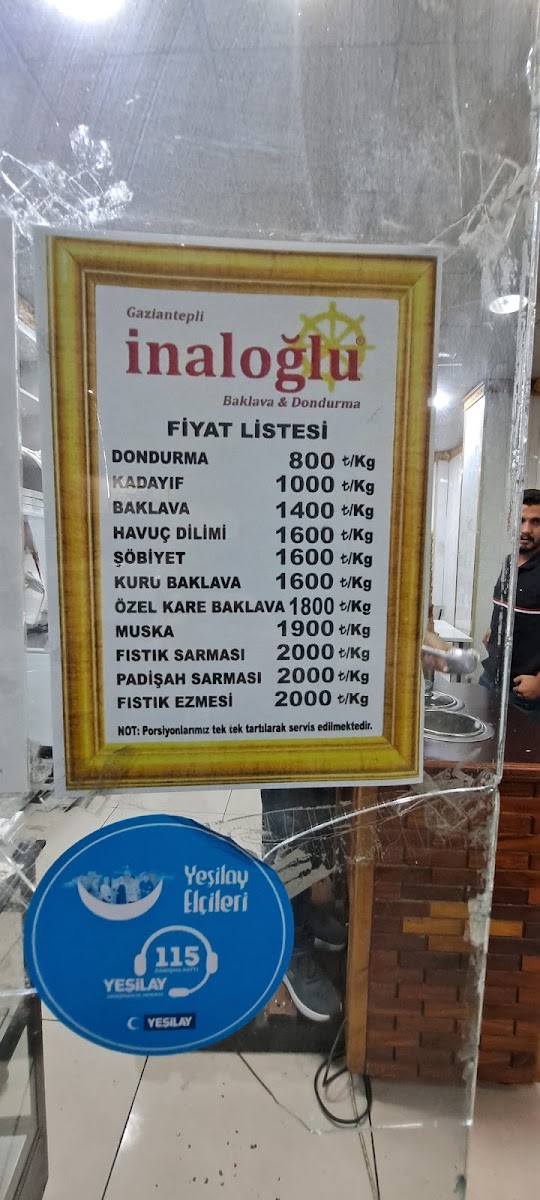 Gaziantepli
inaloğlu®
Baklava & Dondurma
FİYAT LİSTESİ
DONDURMA 800 ₺/Kg
KADAYIF 1000 ₺/Kg
BAKLAVA 1400 ₺/Kg
HAVUÇ DİLİMİ 1600 ₺/Kg
ŞÖBİYET 1600 ₺/Kg
KURU BAKLAVA 1600 ₺/Kg
ÖZEL KARE BAKLAVA 1800 ₺/Kg
MUSKA 1900 ₺/Kg
FISTIK SARMASI 2000 ₺/Kg
PADİŞAH SARMASI 2000 ₺/Kg
FISTIK EZMESİ 2000 ₺/Kg
NOT: Porsiyonlarımız tek tek tartılarak servis edilmektedir.
Yeşilay
Elçileri
115
DANIŞMA HATTI
YEŞİLAY
YEŞİLAY